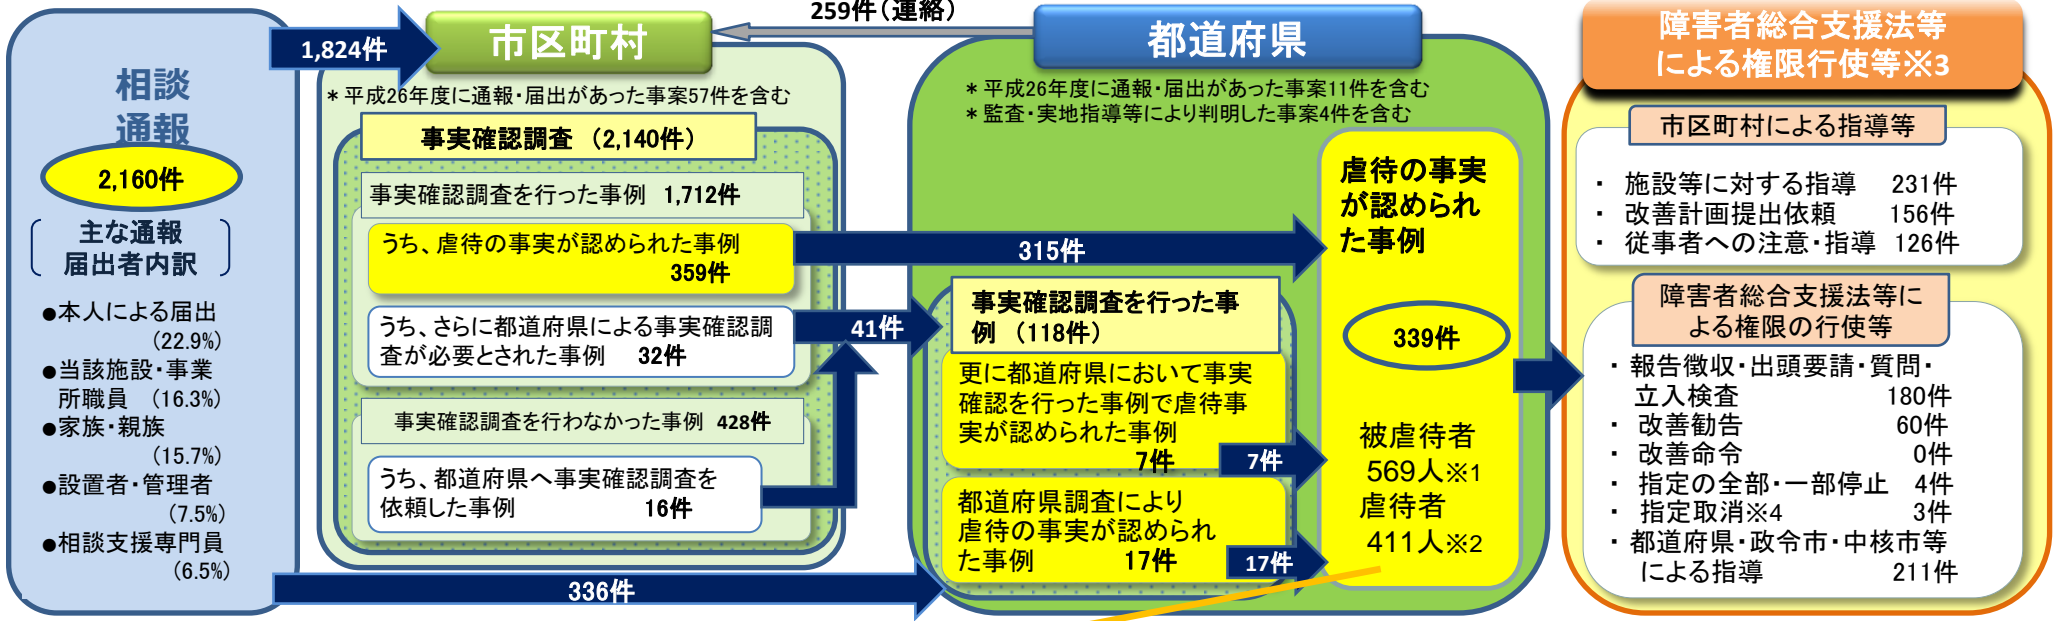 相談
通報
2,160件
主な通報
届出者内訳
●本人による届出
(22.9%)
●当該施設・事業
所職員 (16.3%)
●家族・親族
(15.7%)
●設置者・管理者
(7.5%)
●相談支援専門員
(6.5%)
1,824件
336件
市区町村
259件(連絡)
＊平成26年度に通報・届出があった事案57件を含む
事実確認調査 (2,140件)
事実確認調査を行った事例 1,712件
うち、虐待の事実が認められた事例
359件
うち、さらに都道府県による事実確認調
査が必要とされた事例 32件
事実確認調査を行わなかった事例 428件
うち、都道府県へ事実確認調査を
依頼した事例 16件
315件
41件
都道府県
＊平成26年度に通報・届出があった事案11件を含む
＊監査・実地指導等により判明した事案4件を含む
事実確認調査を行った事
例 (118件)
更に都道府県において事実
確認を行った事例で虐待事
実が認められた事例
7件
7件
都道府県調査により
虐待の事実が認められ
た事例 17件
17件
虐待の事実
が認められ
た事例
339件
被虐待者
569人※1
虐待者
411人※2
障害者総合支援法等
による権限行使等※3
市区町村による指導等
・ 施設等に対する指導 231件
・ 改善計画提出依頼 156件
・ 従事者への注意・指導 126件
障害者総合支援法等に
よる権限の行使等
・ 報告徴収・出頭要請・質問・
立入検査 180件
・ 改善勧告 60件
・ 改善命令 0件
・ 指定の全部・一部停止 4件
・ 指定取消※4 3件
・ 都道府県・政令市・中核市等
による指導 211件